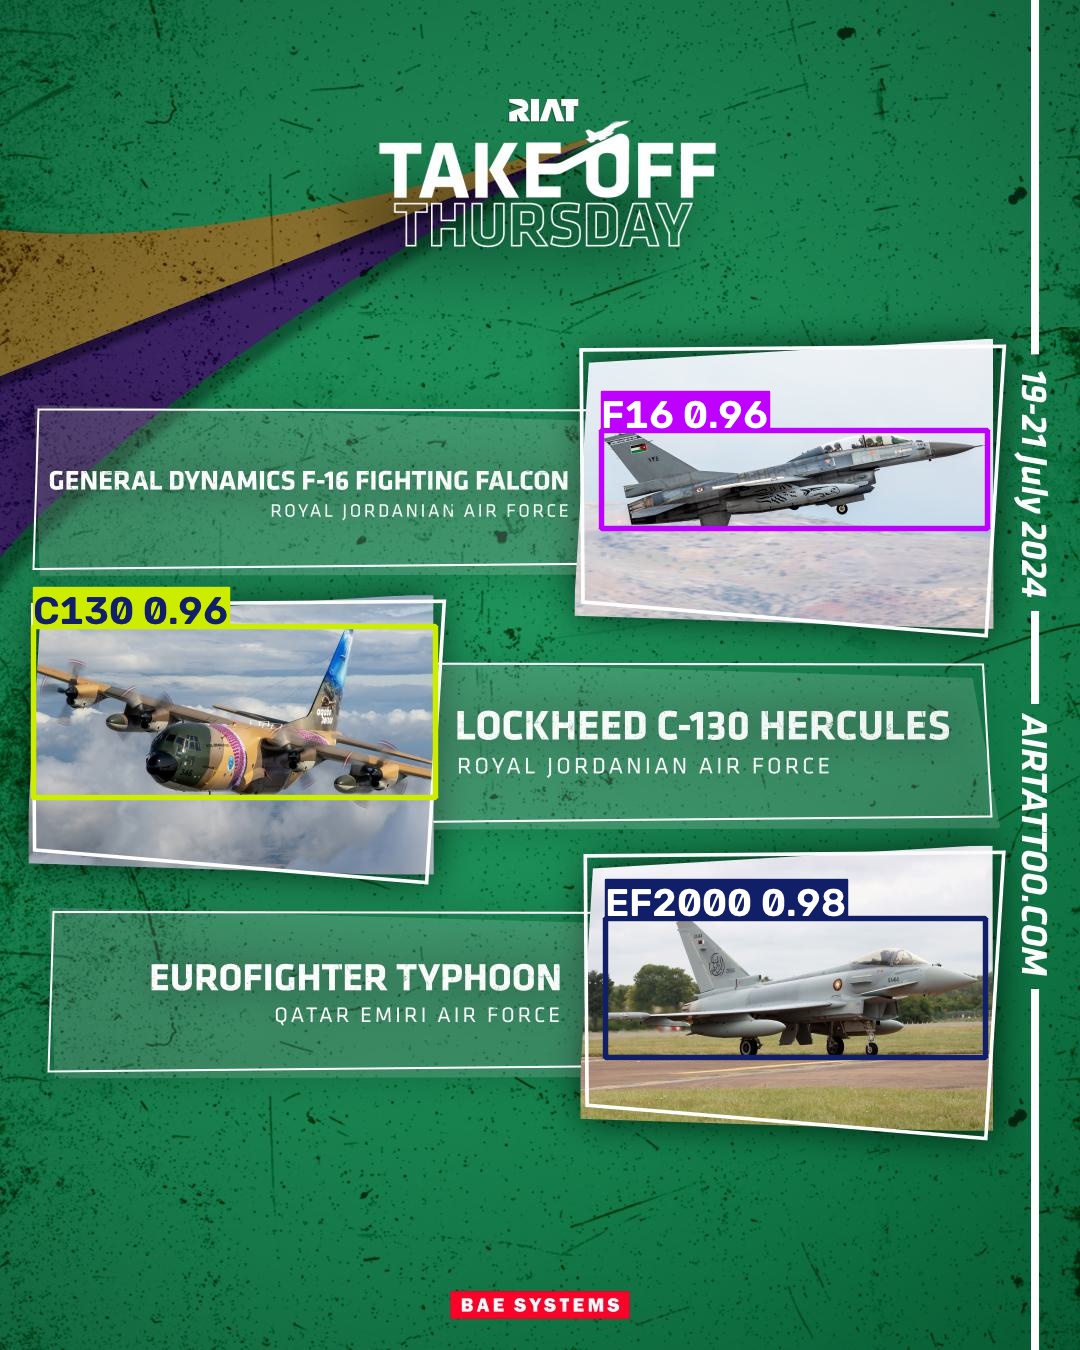 RIAT
TAKE OFF
THURSDAY
F16 0.96
GENERAL DYNAMICS F-16 FIGHTING FALCON
ROYAL JORDANIAN AIR FORCE
C130 0.96
LOCKHEED C-130 HERCULES
ROYAL JORDANIAN AIR FORCE
EF2000 0.98
EUROFIGHTER TYPHOON
QATAR EMIRI AIR FORCE
19-21 July 2024
AIRTATTOO.COM
BAE SYSTEMS